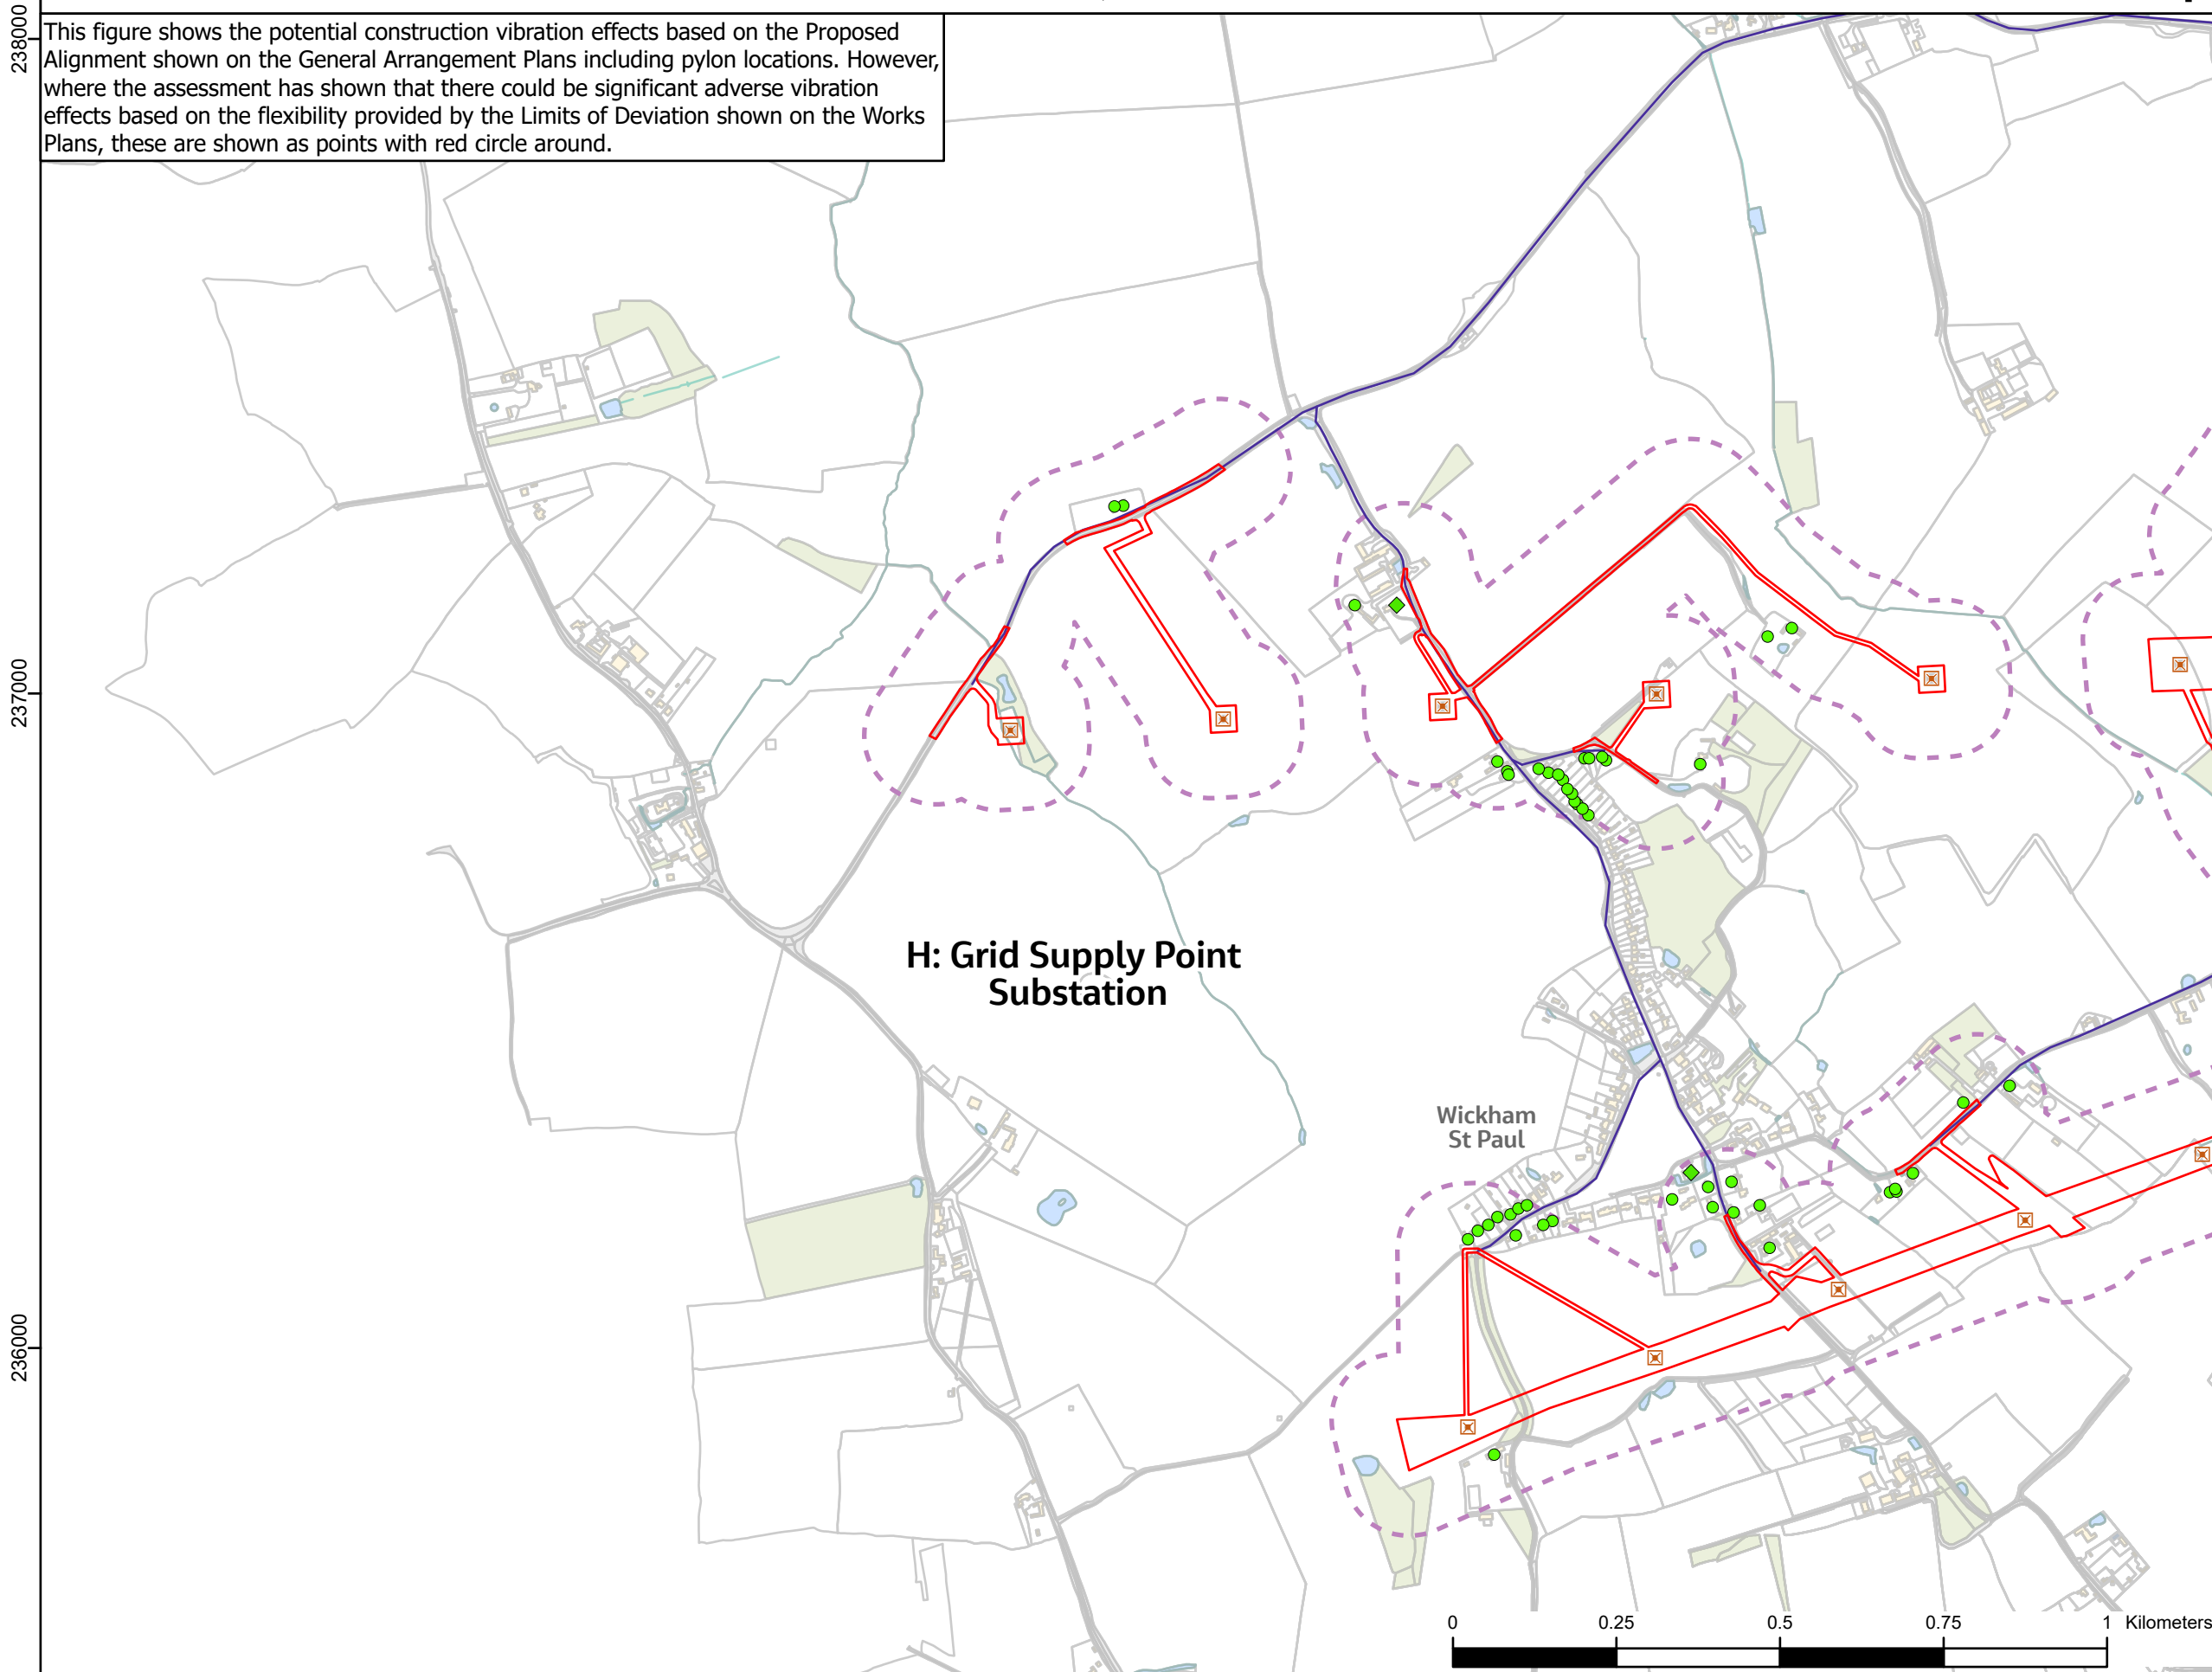 This figure shows the potential construction vibration effects based on the Proposed
Alignment shown on the General Arrangement Plans including pylon locations. However,
where the assessment has shown that there could be significant adverse vibration
effects based on the flexibility provided by the Limits of Deviation shown on the Works
Plans, these are shown as points with red circle around.
238000
237000
H: Grid Supply Point
Substation
Wickham
St Paul
236000
0 0.25 0.5 0.75 1 Kilometers